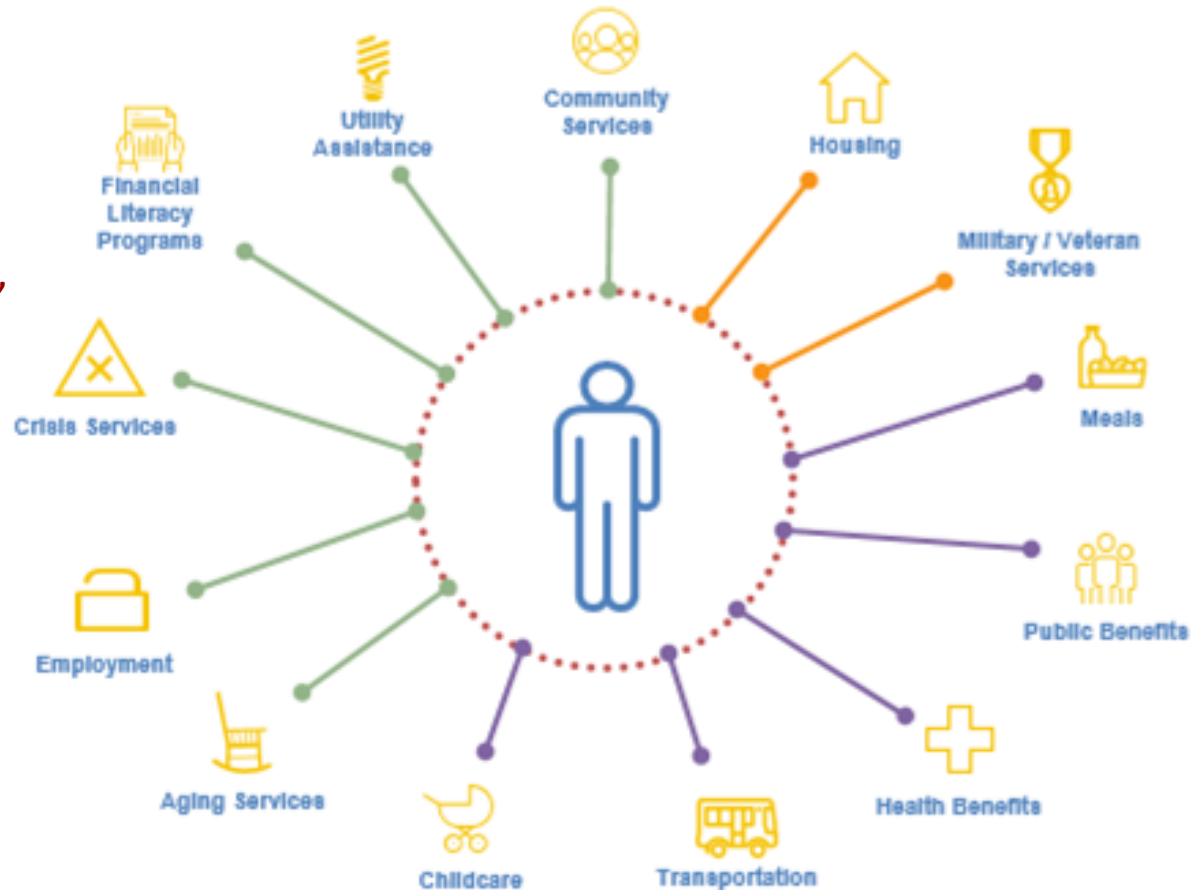 Community
Services
Housing
Military / Veteran
Services
Meals
Public Benefits
Health Benefits
Transportation
Childcare
Aging Services
Employment
Crisis Services
Financial
Literacy
Programs
Utility
Assistance